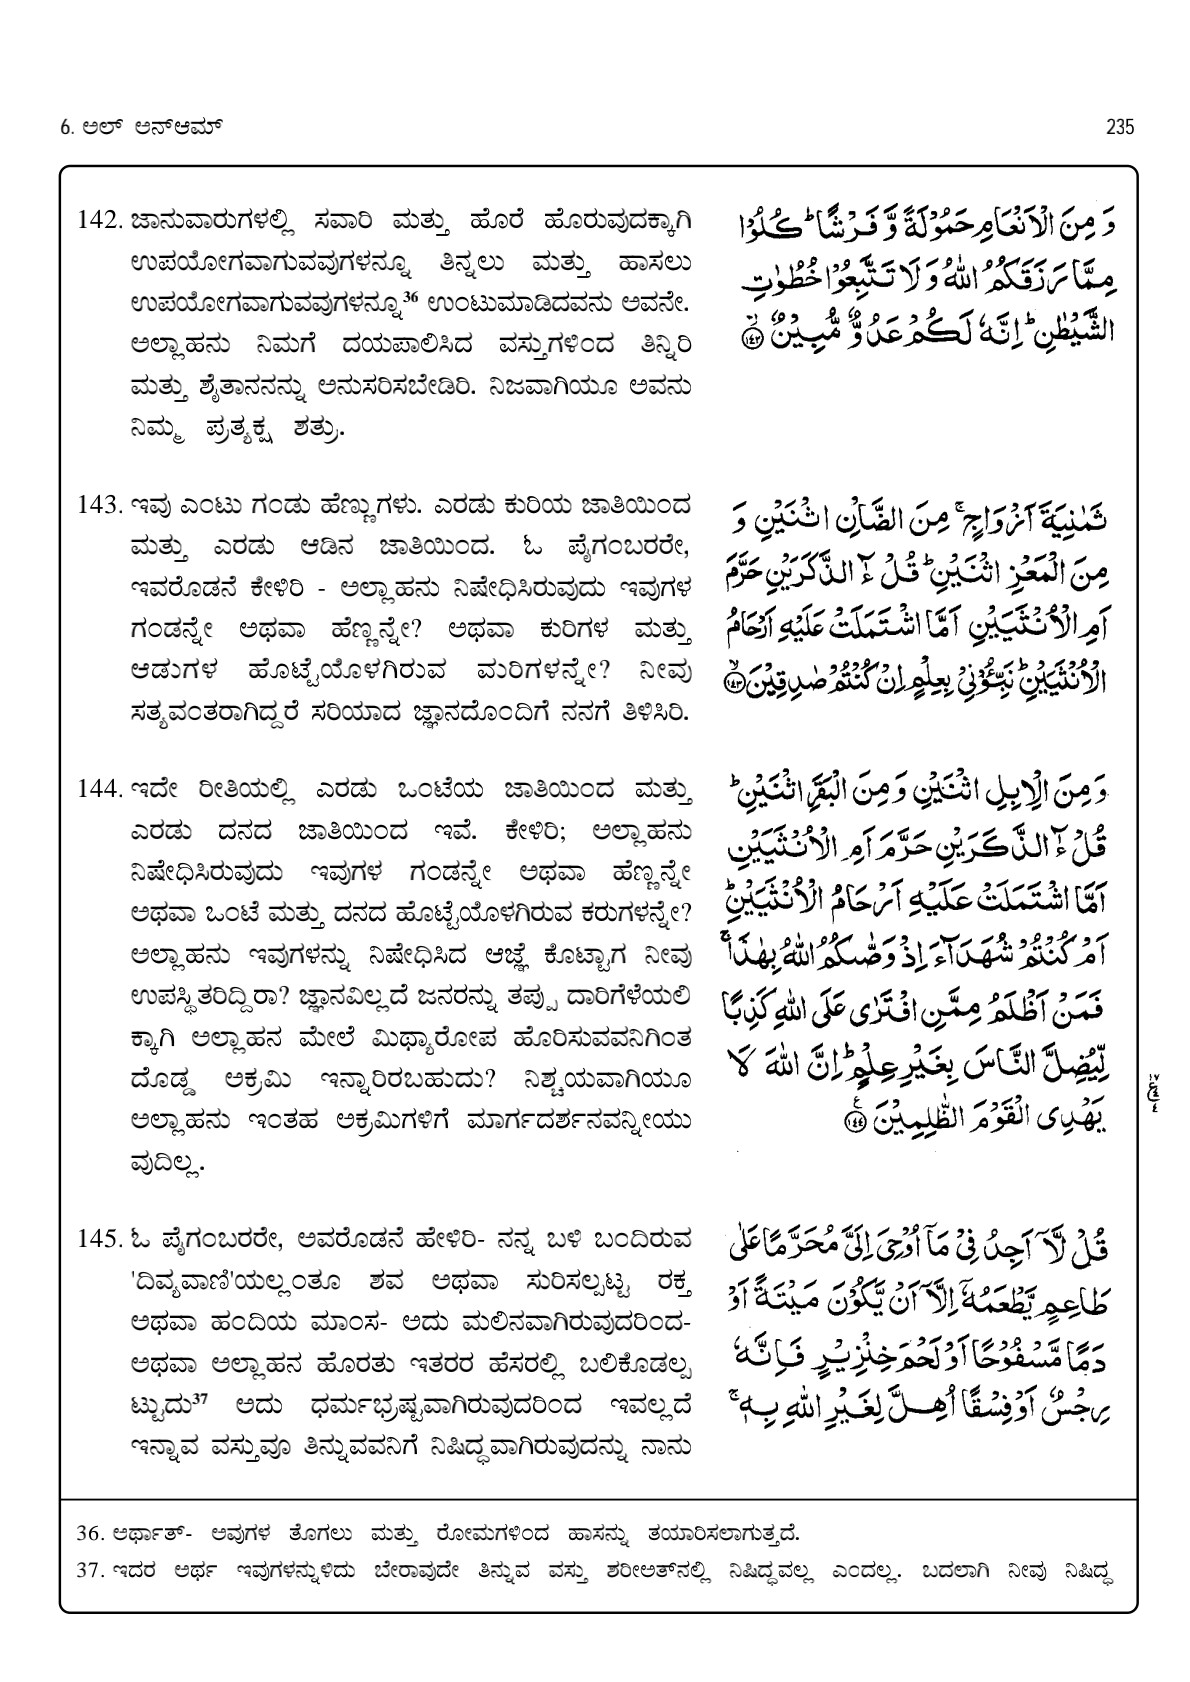 6. ಅಲ್ ಅನ್‌ಆಮ್
235
142. ಜಾನುವಾರುಗಳಲ್ಲಿ ಸವಾರಿ ಮತ್ತು ಹೊರೆ ಹೊರುವುದಕ್ಕಾಗಿ
ಉಪಯೋಗವಾಗುವವುಗಳನ್ನೂ ತಿನ್ನಲು ಮತ್ತು ಹಾಸಲು
ಉಪಯೋಗವಾಗುವವುಗಳನ್ನೂ36 ಉಂಟುಮಾಡಿದವನು ಅವನೇ.
ಅಲ್ಲಾಹನು ನಿಮಗೆ ದಯಪಾಲಿಸಿದ ವಸ್ತುಗಳಿಂದ ತಿನ್ನಿರಿ
ಮತ್ತು ಶೈತಾನನನ್ನು ಅನುಸರಿಸಬೇಡಿರಿ. ನಿಜವಾಗಿಯೂ ಅವನು
ನಿಮ್ಮ ಪ್ರತ್ಯಕ್ಷ ಶತ್ರು.
وَ مِنَ الْاَنْعَامِ حَمُوْلَةً وَّ فَرْشًا ؕ كُلُوْا
مِمَّا رَزَقَكُمُ اللّٰهُ وَ لَا تَتَّبِعُوْا خُطُوٰتِ
الشَّيْطٰنِ ؕ اِنَّهٗ لَكُمْ عَدُوٌّ مُّبِيْنٌ ۙ۝۱۴۲
143. ಇವು ಎಂಟು ಗಂಡು ಹೆಣ್ಣುಗಳು. ಎರಡು ಕುರಿಯ ಜಾತಿಯಿಂದ
ಮತ್ತು ಎರಡು ಆಡಿನ ಜಾತಿಯಿಂದ. ಓ ಪೈಗಂಬರರೇ,
ಇವರೊಡನೆ ಕೇಳಿರಿ - ಅಲ್ಲಾಹನು ನಿಷೇಧಿಸಿರುವುದು ಇವುಗಳ
ಗಂಡನ್ನೇ ಅಥವಾ ಹೆಣ್ಣನ್ನೇ? ಅಥವಾ ಕುರಿಗಳ ಮತ್ತು
ಆಡುಗಳ ಹೊಟ್ಟೆಯೊಳಗಿರುವ ಮರಿಗಳನ್ನೇ? ನೀವು
ಸತ್ಯವಂತರಾಗಿದ್ದರೆ ಸರಿಯಾದ ಜ್ಞಾನದೊಂದಿಗೆ ನನಗೆ ತಿಳಿಸಿರಿ.
ثَمٰنِيَةَ اَزْوَاجٍ ۚ مِنَ الضَّاْنِ اثْنَيْنِ وَ
مِنَ الْمَعْزِ اثْنَيْنِ ؕ قُلْ ءٰٓالذَّكَرَيْنِ حَرَّمَ
اَمِ الْاُنْثَيَيْنِ اَمَّا اشْتَمَلَتْ عَلَيْهِ اَرْحَامُ
الْاُنْثَيَيْنِ ؕ نَبِّـُٔوْنِيْ بِعِلْمٍ اِنْ كُنْتُمْ صٰدِقِيْنَ ۙ۝۱۴۳
144. ಇದೇ ರೀತಿಯಲ್ಲಿ ಎರಡು ಒಂಟೆಯ ಜಾತಿಯಿಂದ ಮತ್ತು
ಎರಡು ದನದ ಜಾತಿಯಿಂದ ಇವೆ. ಕೇಳಿರಿ; ಅಲ್ಲಾಹನು
ನಿಷೇಧಿಸಿರುವುದು ಇವುಗಳ ಗಂಡನ್ನೇ ಅಥವಾ ಹೆಣ್ಣನ್ನೇ
ಅಥವಾ ಒಂಟೆ ಮತ್ತು ದನದ ಹೊಟ್ಟೆಯೊಳಗಿರುವ ಕರುಗಳನ್ನೇ?
ಅಲ್ಲಾಹನು ಇವುಗಳನ್ನು ನಿಷೇಧಿಸಿದ ಆಜ್ಞೆ ಕೊಟ್ಟಾಗ ನೀವು
ಉಪಸ್ಥಿತರಿದ್ದಿರಾ? ಜ್ಞಾನವಿಲ್ಲದೆ ಜನರನ್ನು ತಪ್ಪು ದಾರಿಗೆಳೆಯಲಿ
ಕ್ಕಾಗಿ ಅಲ್ಲಾಹನ ಮೇಲೆ ಮಿಥ್ಯಾರೋಪ ಹೊರಿಸುವವನಿಗಿಂತ
ದೊಡ್ಡ ಅಕ್ರಮಿ ಇನ್ನಾರಿರಬಹುದು? ನಿಶ್ಚಯವಾಗಿಯೂ
ಅಲ್ಲಾಹನು ಇಂತಹ ಅಕ್ರಮಿಗಳಿಗೆ ಮಾರ್ಗದರ್ಶನವನ್ನೀಯು
ವುದಿಲ್ಲ.
وَ مِنَ الْاِبِلِ اثْنَيْنِ وَ مِنَ الْبَقَرِ اثْنَيْنِ ؕ
قُلْ ءٰٓالذَّكَرَيْنِ حَرَّمَ اَمِ الْاُنْثَيَيْنِ
اَمَّا اشْتَمَلَتْ عَلَيْهِ اَرْحَامُ الْاُنْثَيَيْنِ ؕ
اَمْ كُنْتُمْ شُهَدَآءَ اِذْ وَصّٰىكُمُ اللّٰهُ بِهٰذَا ۚ
فَمَنْ اَظْلَمُ مِمَّنِ افْتَرٰى عَلَى اللّٰهِ كَذِبًا
لِّيُضِلَّ النَّاسَ بِغَيْرِ عِلْمٍ ؕ اِنَّ اللّٰهَ لَا
يَهْدِى الْقَوْمَ الظّٰلِمِيْنَ ۝۱۴۴
145. ಓ ಪೈಗಂಬರರೇ, ಅವರೊಡನೆ ಹೇಳಿರಿ- ನನ್ನ ಬಳಿ ಬಂದಿರುವ
'ದಿವ್ಯವಾಣಿ'ಯಲ್ಲಂತೂ ಶವ ಅಥವಾ ಸುರಿಸಲ್ಪಟ್ಟ ರಕ್ತ
ಅಥವಾ ಹಂದಿಯ ಮಾಂಸ- ಅದು ಮಲಿನವಾಗಿರುವುದರಿಂದ-
ಅಥವಾ ಅಲ್ಲಾಹನ ಹೊರತು ಇತರರ ಹೆಸರಲ್ಲಿ ಬಲಿಕೊಡಲ್ಪ
ಟ್ಟುದು37 ಅದು ಧರ್ಮಭ್ರಷ್ಟವಾಗಿರುವುದರಿಂದ ಇವಲ್ಲದೆ
ಇನ್ನಾವ ವಸ್ತುವೂ ತಿನ್ನುವವನಿಗೆ ನಿಷಿದ್ಧವಾಗಿರುವುದನ್ನು ನಾನು
قُلْ لَّاۤ اَجِدُ فِيْ مَاۤ اُوْحِيَ اِلَيَّ مُحَرَّمًا عَلٰى
طَاعِمٍ يَّطْعَمُهٗۤ اِلَّاۤ اَنْ يَّكُوْنَ مَيْتَةً اَوْ
دَمًا مَّسْفُوْحًا اَوْ لَحْمَ خِنْزِيْرٍ فَاِنَّهٗ
رِجْسٌ اَوْ فِسْقًا اُهِلَّ لِغَيْرِ اللّٰهِ بِهٖ ۚ
36. ಅರ್ಥಾತ್- ಅವುಗಳ ತೊಗಲು ಮತ್ತು ರೋಮಗಳಿಂದ ಹಾಸನ್ನು ತಯಾರಿಸಲಾಗುತ್ತದೆ.
37. ಇದರ ಅರ್ಥ ಇವುಗಳನ್ನುಳಿದು ಬೇರಾವುದೇ ತಿನ್ನುವ ವಸ್ತು ಶರೀಅತ್‌ನಲ್ಲಿ ನಿಷಿದ್ಧವಲ್ಲ ಎಂದಲ್ಲ. ಬದಲಾಗಿ ನೀವು ನಿಷಿದ್ಧ